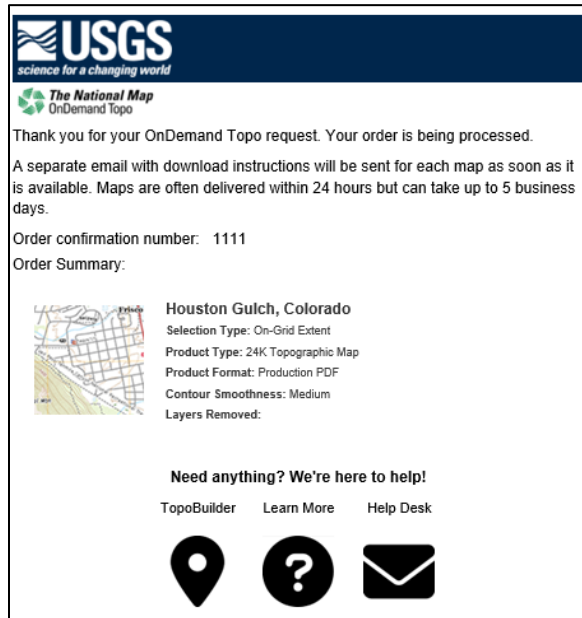 USGS
science for a changing world
The National Map
OnDemand Topo
Thank you for your OnDemand Topo request. Your order is being processed.
A separate email with download instructions will be sent for each map as soon as it
is available. Maps are often delivered within 24 hours but can take up to 5 business
days.
Order confirmation number: 1111
Order Summary:
Frisco
Houston Gulch, Colorado
Selection Type: On-Grid Extent
Product Type: 24K Topographic Map
Product Format: Production PDF
Contour Smoothness: Medium
Layers Removed:
Need anything? We're here to help!
TopoBuilder Learn More Help Desk
?